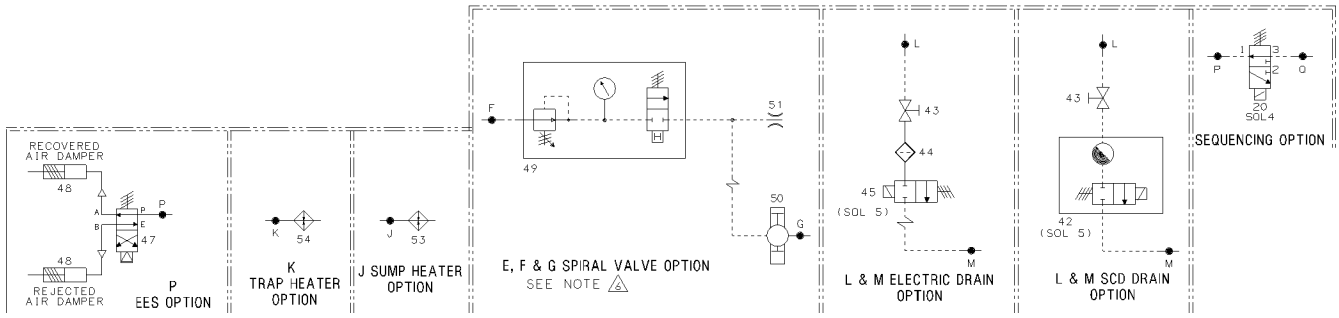 RECOVERED
AIR DAMPER
48
A
P
P
B
E
47
48
REJECTED
AIR DAMPER
P
EES OPTION
K
54
K
TRAP HEATER
OPTION
J
53
J SUMP HEATER
OPTION
F
49
H
51
50
G
E, F & G SPIRAL VALVE OPTION
SEE NOTE 6
L
43
44
45
(SOL 5)
M
L & M ELECTRIC DRAIN
OPTION
L
43
42
(SOL 5)
M
L & M SCD DRAIN
OPTION
1
3
P
2
Q
20
SOL4
SEQUENCING OPTION